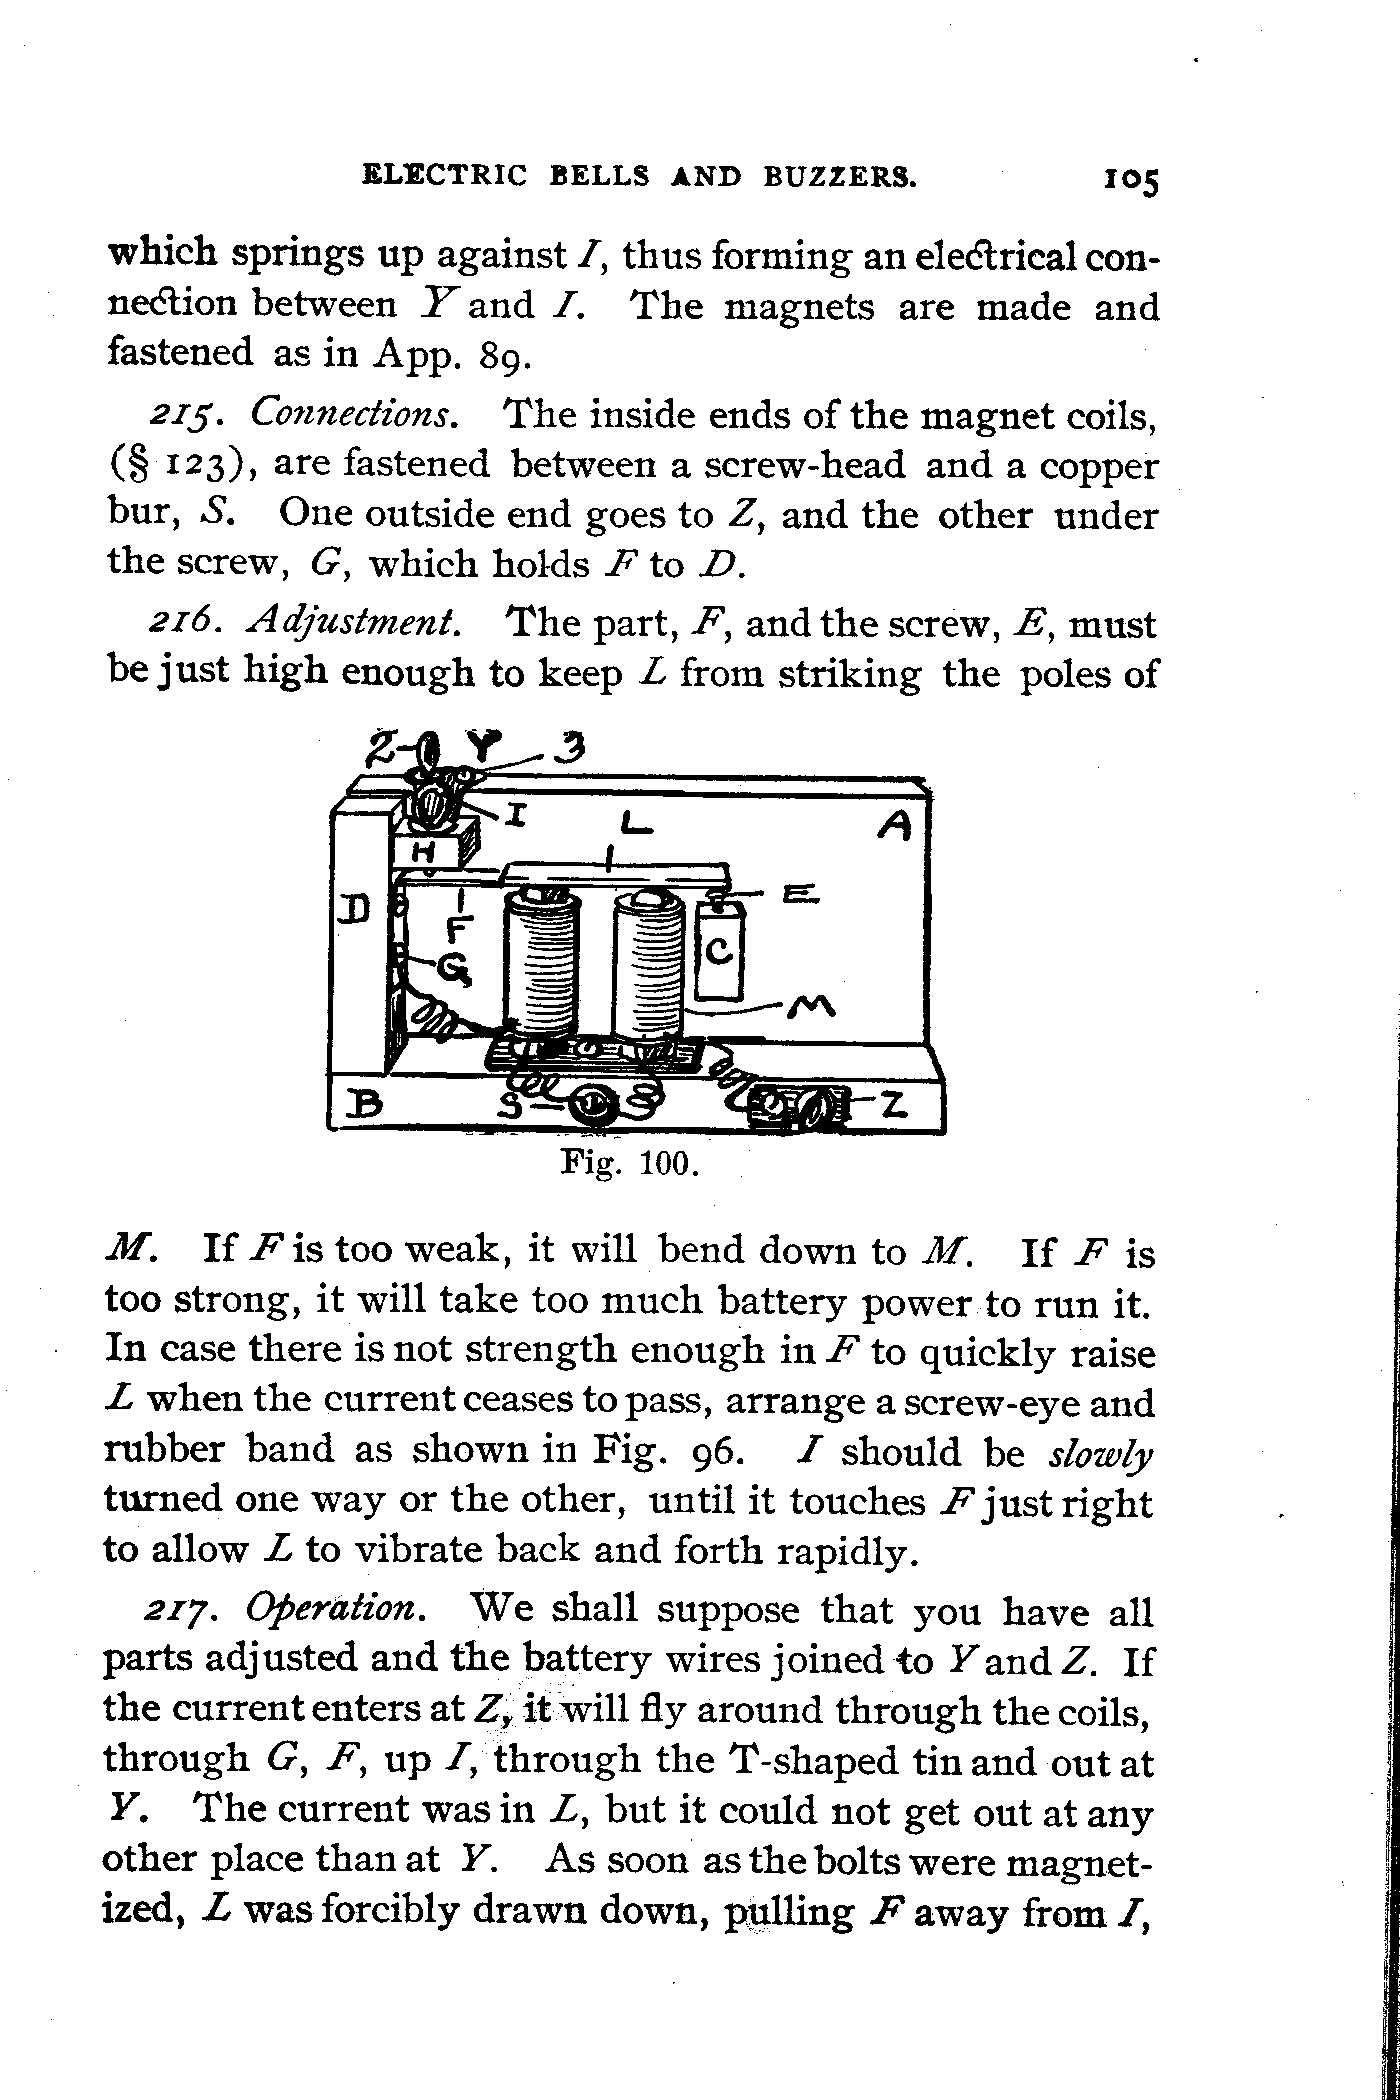 ELECTRIC BELLS AND BUZZERS. 105
which springs up against I, thus forming an electrical con-
nection between Y and I. The magnets are made and
fastened as in App. 89.
215. Connections. The inside ends of the magnet coils,
(§ 123), are fastened between a screw-head and a copper
bur, S. One outside end goes to Z, and the other under
the screw, G, which holds F to D.
216. Adjustment. The part, F, and the screw, E, must
be just high enough to keep L from striking the poles of
2 Y 3
I
L
A
H
D
E
F
C
G
M
B
S
Z
Fig. 100.
M. If F is too weak, it will bend down to M. If F is
too strong, it will take too much battery power to run it.
In case there is not strength enough in F to quickly raise
L when the current ceases to pass, arrange a screw-eye and
rubber band as shown in Fig. 96. I should be slowly
turned one way or the other, until it touches F just right
to allow L to vibrate back and forth rapidly.
217. Operation. We shall suppose that you have all
parts adjusted and the battery wires joined to Y and Z. If
the current enters at Z, it will fly around through the coils,
through G, F, up I, through the T-shaped tin and out at
Y. The current was in L, but it could not get out at any
other place than at Y. As soon as the bolts were magnet-
ized, L was forcibly drawn down, pulling F away from I,